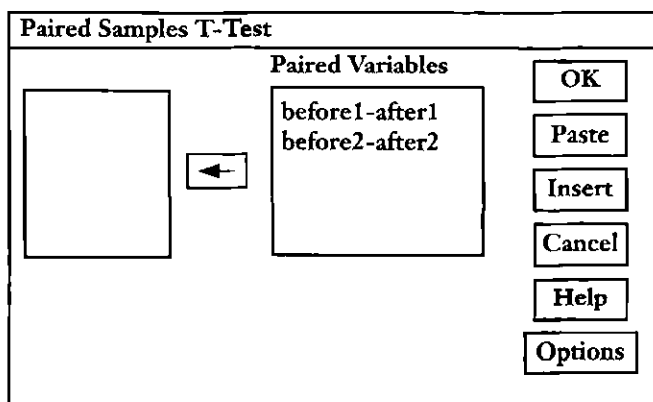 Paired Samples T-Test
Paired Variables
before1-after1
before2-after2
OK
Paste
Insert
Cancel
Help
Options